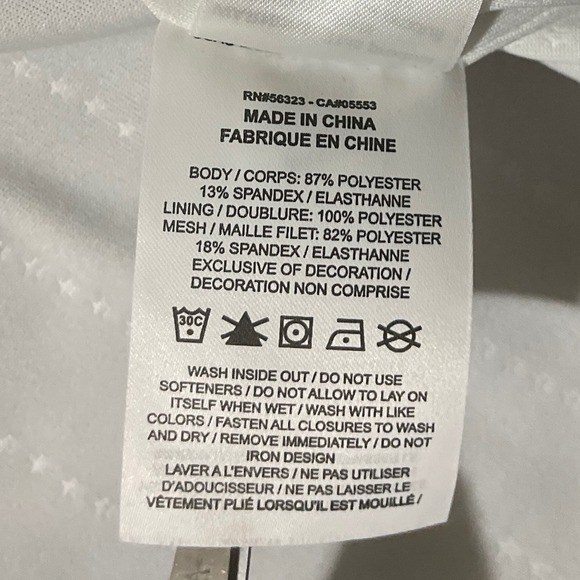 RN#56323 - CA#05553
MADE IN CHINA
FABRIQUE EN CHINE
BODY / CORPS: 87% POLYESTER
13% SPANDEX / ELASTHANNE
LINING / DOUBLURE: 100% POLYESTER
MESH / MAILLE FILET: 82% POLYESTER
18% SPANDEX / ELASTHANNE
EXCLUSIVE OF DECORATION /
DECORATION NON COMPRISE
30C
WASH INSIDE OUT / DO NOT USE
SOFTENERS / DO NOT ALLOW TO LAY ON
ITSELF WHEN WET / WASH WITH LIKE
COLORS / FASTEN ALL CLOSURES TO WASH
AND DRY / REMOVE IMMEDIATELY / DO NOT
IRON DESIGN
LAVER A L'ENVERS / NE PAS UTILISER
D'ADOUCISSEUR / NE PAS LAISSER LE
VÊTEMENT PLIÉ LORSQU'IL EST MOUILLÉ /